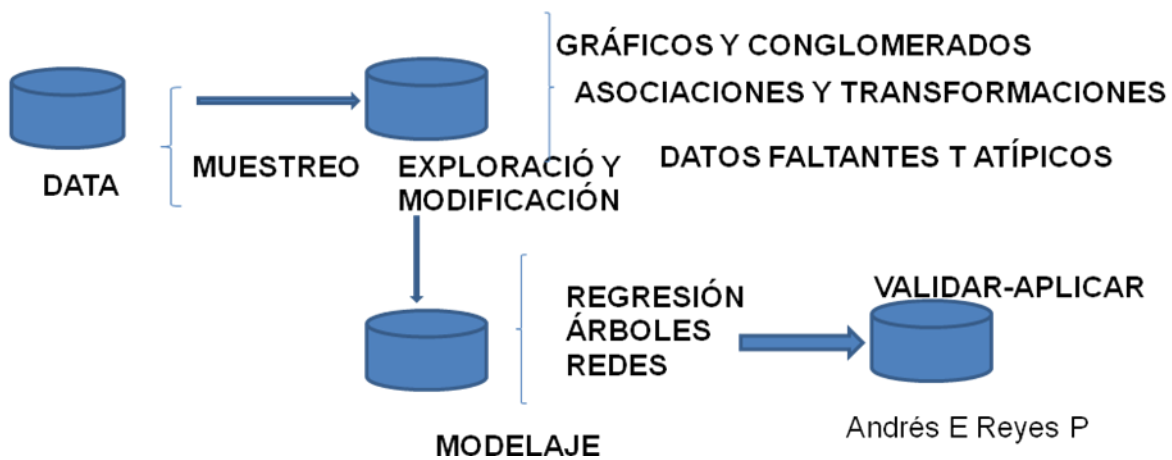 GRÁFICOS Y CONGLOMERADOS
ASOCIACIONES Y TRANSFORMACIONES
DATOS FALTANTES T ATÍPICOS
DATA
MUESTREO
EXPLORACIÓ Y
MODIFICACIÓN
REGRESIÓN
ÁRBOLES
REDES
VALIDAR-APLICAR
MODELAJE
Andrés E Reyes P